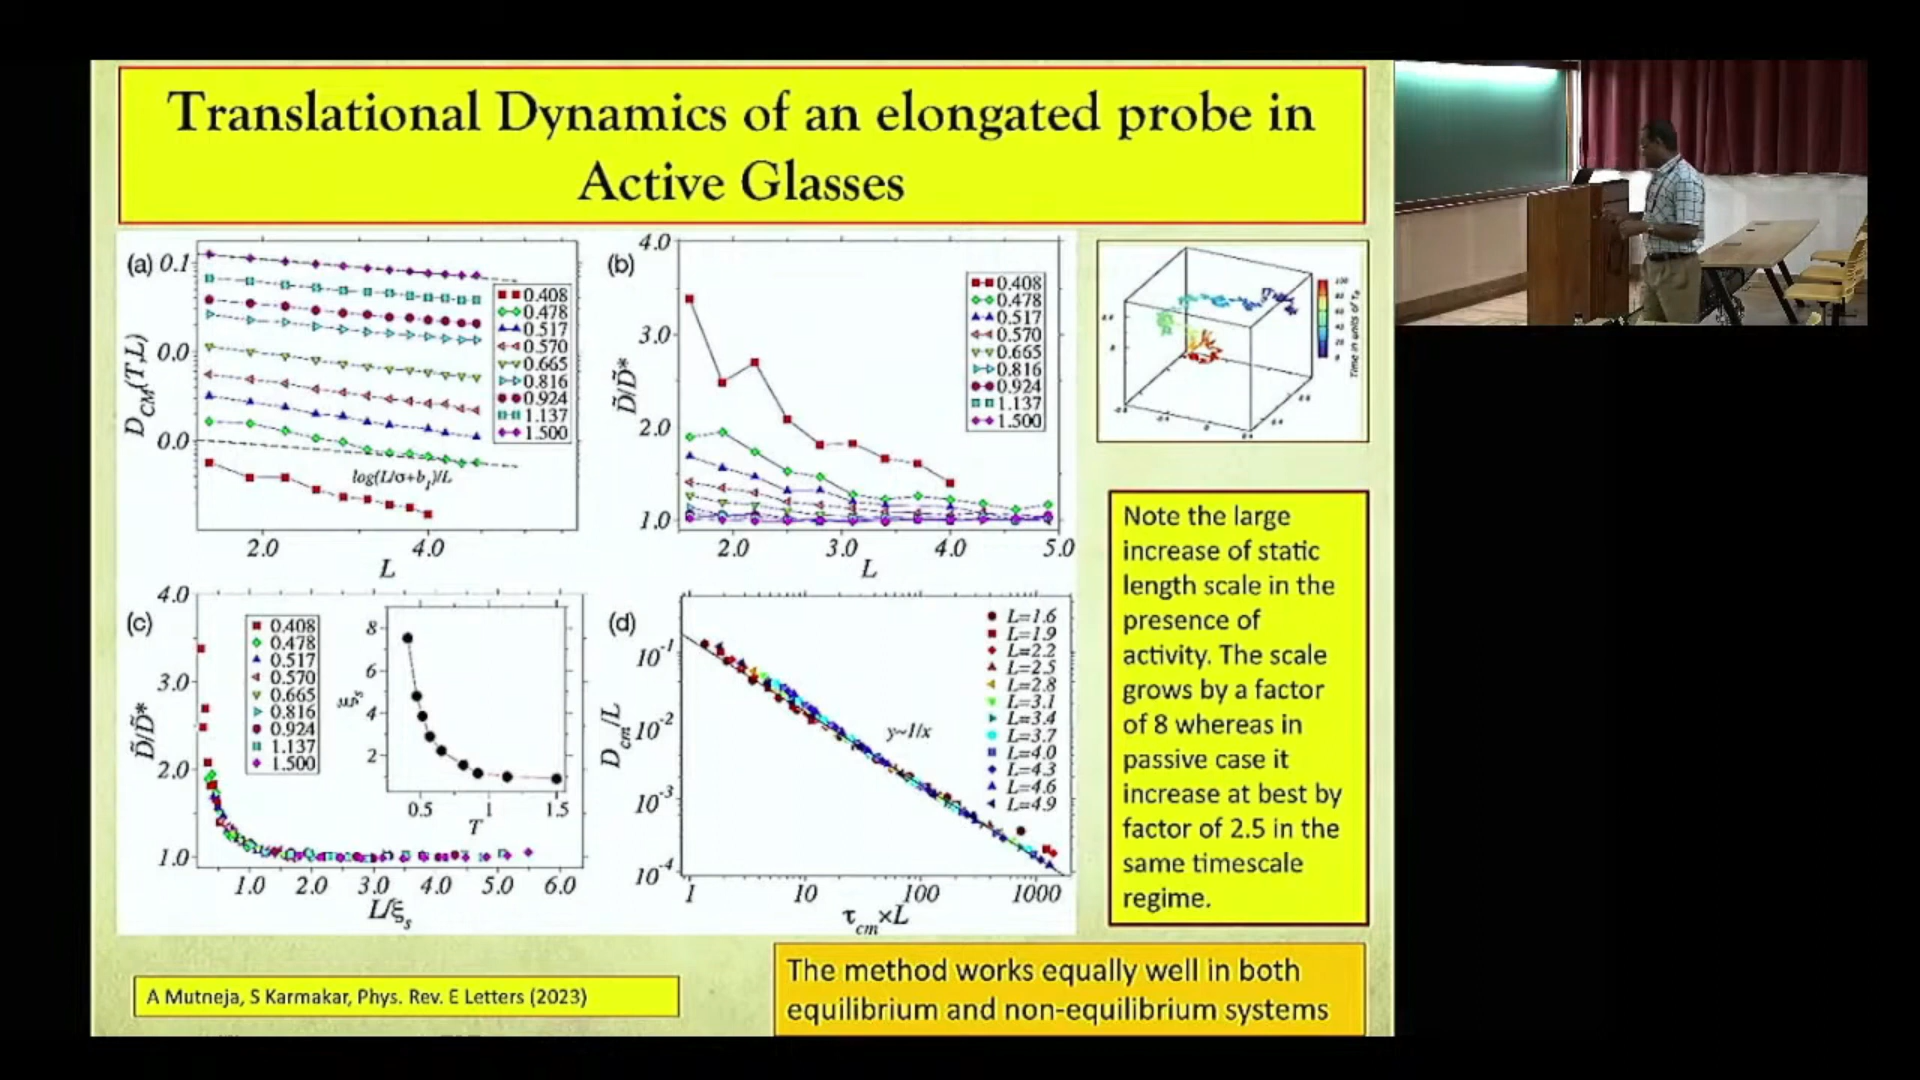 Translational Dynamics of an elongated probe in
Active Glasses
(a)
0.1
0.0
0.0
D_CM(T,L)
2.0 4.0
L
log(L/σ+b_1)/L
0.408
0.478
0.517
0.570
0.665
0.816
0.924
1.137
1.500
(b)
4.0
3.0
2.0
1.0
D̃/D̃*
2.0 3.0 4.0 5.0
L
0.408
0.478
0.517
0.570
0.665
0.816
0.924
1.137
1.500
(c)
4.0
3.0
2.0
1.0
D̃/D̃*
1.0 2.0 3.0 4.0 5.0 6.0
L/ξ_s
0.408
0.478
0.517
0.570
0.665
0.816
0.924
1.137
1.500
8
6
4
2
ξ_s
0.5 1 1.5
T
(d)
10^-1
10^-2
10^-3
10^-4
D_cm/L
1 10 100 1000
τ_cm×L
y~1/x
L=1.6
L=1.9
L=2.2
L=2.5
L=2.8
L=3.1
L=3.4
L=3.7
L=4.0
L=4.3
L=4.6
L=4.9
Time in units of
Note the large
increase of static
length scale in the
presence of
activity. The scale
grows by a factor
of 8 whereas in
passive case it
increase at best by
factor of 2.5 in the
same timescale
regime.
A Mutneja, S Karmakar, Phys. Rev. E Letters (2023)
The method works equally well in both
equilibrium and non-equilibrium systems